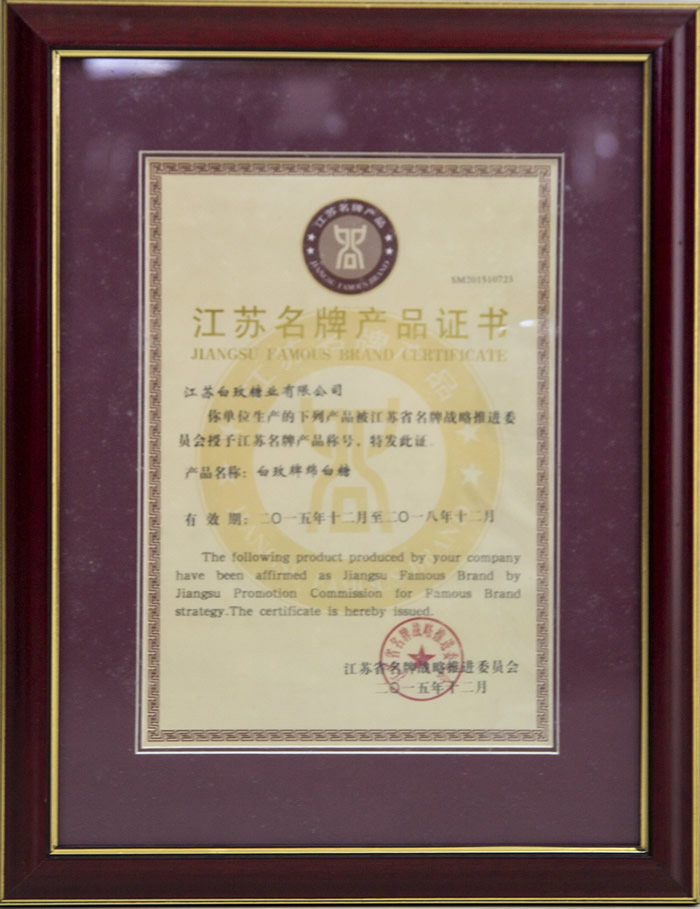 江苏名牌产品
JIANGSU FAMOUS BRAND
SM201510723
江苏名牌产品证书
JIANGSU FAMOUS BRAND CERTIFICATE
江苏白玫糖业有限公司
你单位生产的下列产品被江苏省名牌战略推进委
员会授予江苏名牌产品称号，特发此证．
产品名称：白玫牌绵白糖
有 效 期：二〇一五年十二月至二〇一八年十二月
The following product produced by your company
have been affirmed as Jiangsu Famous Brand by
Jiangsu Promotion Commission for Famous Brand
strategy.The certificate is hereby issued.
江苏省名牌战略推进委员会
二〇一五年十二月